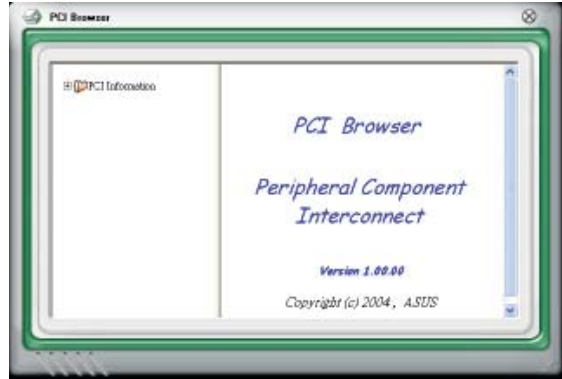 PCI Browser
PCI Information
PCI Browser
Peripheral Component
Interconnect
Version 1.00.00
Copyright (c) 2004, ASUS